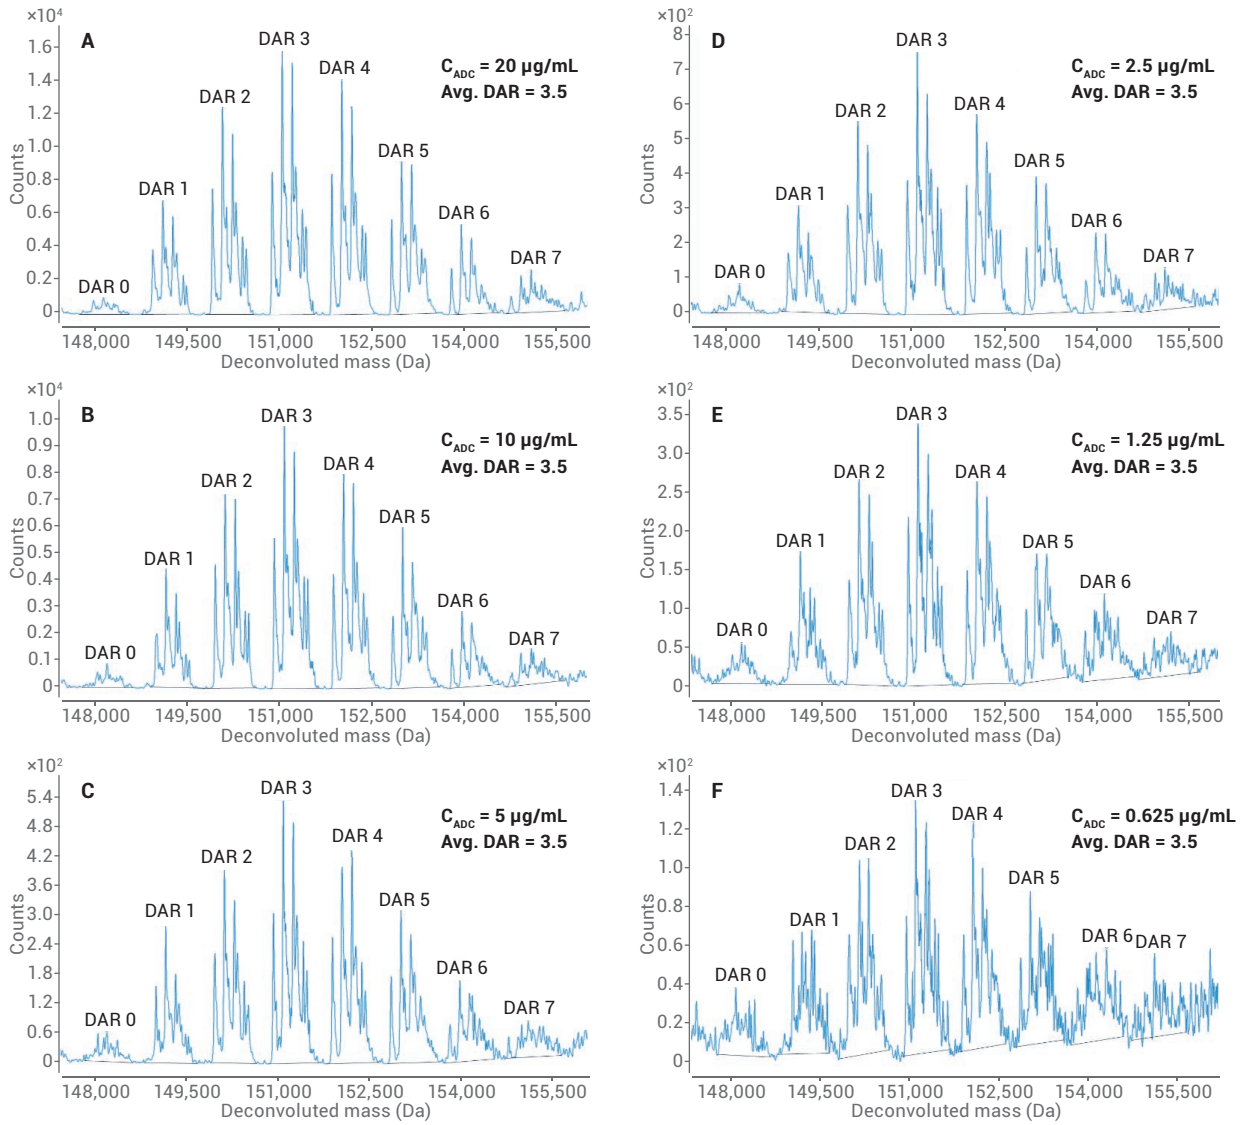 ×10⁴
A
C_ADC = 20 µg/mL
Avg. DAR = 3.5
Counts
1.6
1.4
1.2
1.0
0.8
0.6
0.4
0.2
0
DAR 0
DAR 1
DAR 2
DAR 3
DAR 4
DAR 5
DAR 6
DAR 7
148,000 149,500 151,000 152,500 154,000 155,500
Deconvoluted mass (Da)
×10⁴
B
C_ADC = 10 µg/mL
Avg. DAR = 3.5
Counts
1.0
0.9
0.8
0.7
0.6
0.5
0.4
0.3
0.2
0.1
0
DAR 0
DAR 1
DAR 2
DAR 3
DAR 4
DAR 5
DAR 6
DAR 7
148,000 149,500 151,000 152,500 154,000 155,500
Deconvoluted mass (Da)
×10²
C
C_ADC = 5 µg/mL
Avg. DAR = 3.5
Counts
5.4
4.8
4.2
3.6
3.0
2.4
1.8
1.2
0.6
0
DAR 0
DAR 1
DAR 2
DAR 3
DAR 4
DAR 5
DAR 6
DAR 7
148,000 149,500 151,000 152,500 154,000 155,500
Deconvoluted mass (Da)
×10²
D
C_ADC = 2.5 µg/mL
Avg. DAR = 3.5
Counts
8
7
6
5
4
3
2
1
0
DAR 0
DAR 1
DAR 2
DAR 3
DAR 4
DAR 5
DAR 6
DAR 7
148,000 149,500 151,000 152,500 154,000 155,500
Deconvoluted mass (Da)
×10²
E
C_ADC = 1.25 µg/mL
Avg. DAR = 3.5
Counts
3.5
3.0
2.5
2.0
1.5
1.0
0.5
0
DAR 0
DAR 1
DAR 2
DAR 3
DAR 4
DAR 5
DAR 6
DAR 7
148,000 149,500 151,000 152,500 154,000 155,500
Deconvoluted mass (Da)
×10²
F
C_ADC = 0.625 µg/mL
Avg. DAR = 3.5
Counts
1.4
1.2
1.0
0.8
0.6
0.4
0.2
0
DAR 0
DAR 1
DAR 2
DAR 3
DAR 4
DAR 5
DAR 6
DAR 7
148,000 149,500 151,000 152,500 154,000 155,500
Deconvoluted mass (Da)